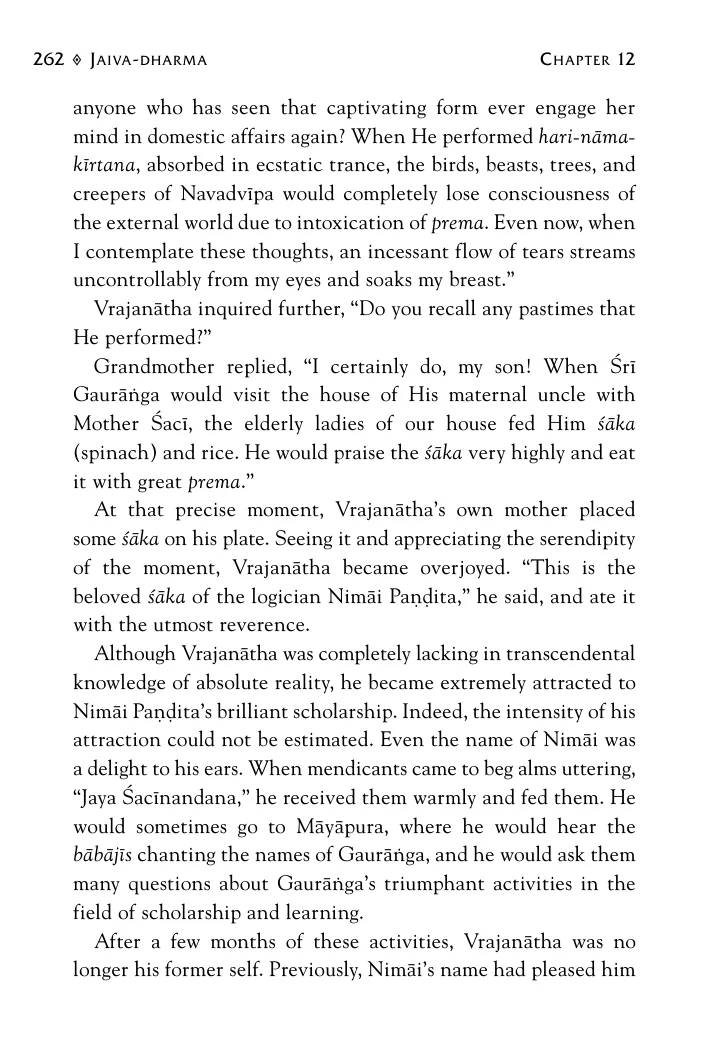 262 ◊ JAIVA-DHARMA CHAPTER 12
anyone who has seen that captivating form ever engage her
mind in domestic affairs again? When He performed hari-nāma-
kīrtana, absorbed in ecstatic trance, the birds, beasts, trees, and
creepers of Navadvīpa would completely lose consciousness of
the external world due to intoxication of prema. Even now, when
I contemplate these thoughts, an incessant flow of tears streams
uncontrollably from my eyes and soaks my breast.”
Vrajanātha inquired further, “Do you recall any pastimes that
He performed?”
Grandmother replied, “I certainly do, my son! When Śrī
Gaurāṅga would visit the house of His maternal uncle with
Mother Śacī, the elderly ladies of our house fed Him śāka
(spinach) and rice. He would praise the śāka very highly and eat
it with great prema.”
At that precise moment, Vrajanātha’s own mother placed
some śāka on his plate. Seeing it and appreciating the serendipity
of the moment, Vrajanātha became overjoyed. “This is the
beloved śāka of the logician Nimāi Paṇḍita,” he said, and ate it
with the utmost reverence.
Although Vrajanātha was completely lacking in transcendental
knowledge of absolute reality, he became extremely attracted to
Nimāi Paṇḍita’s brilliant scholarship. Indeed, the intensity of his
attraction could not be estimated. Even the name of Nimāi was
a delight to his ears. When mendicants came to beg alms uttering,
“Jaya Śacīnandana,” he received them warmly and fed them. He
would sometimes go to Māyāpura, where he would hear the
bābājīs chanting the names of Gaurāṅga, and he would ask them
many questions about Gaurāṅga’s triumphant activities in the
field of scholarship and learning.
After a few months of these activities, Vrajanātha was no
longer his former self. Previously, Nimāi’s name had pleased him